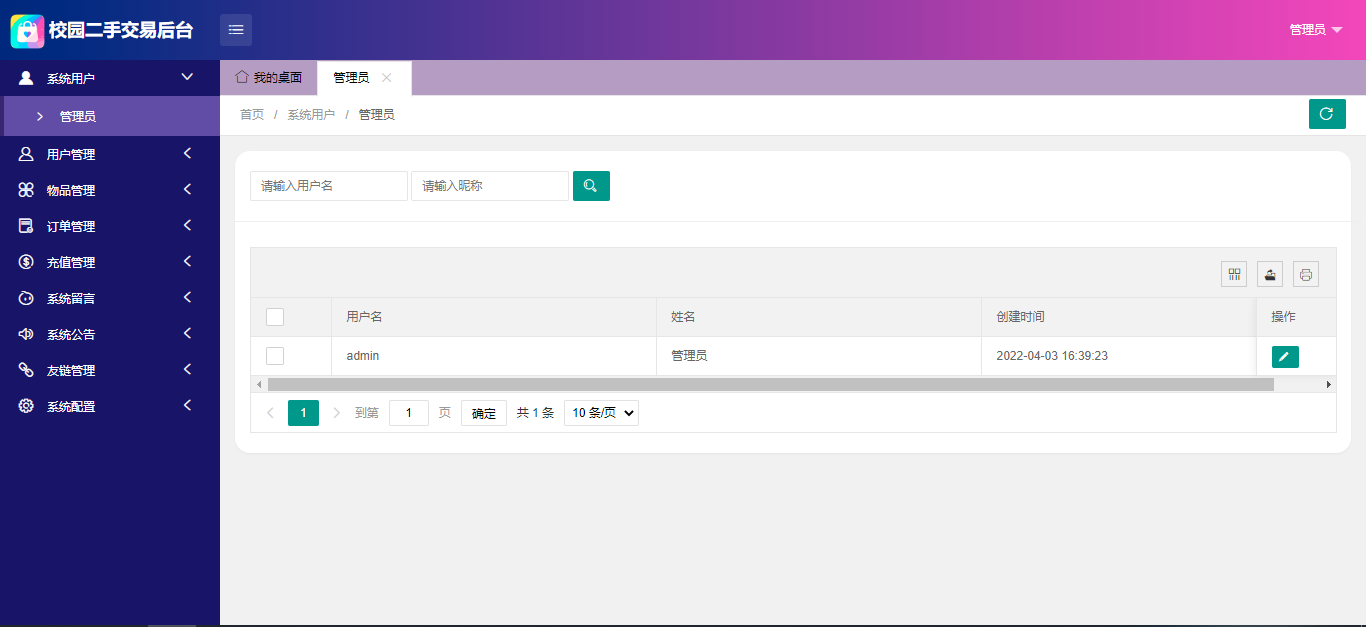 校园二手交易后台
管理员
系统用户
管理员
用户管理
物品管理
订单管理
充值管理
系统留言
系统公告
友链管理
系统配置
我的桌面 管理员
首页 / 系统用户 / 管理员
请输入用户名 请输入昵称
用户名 姓名 创建时间 操作
admin 管理员 2022-04-03 16:39:23
1 到第 1 页 确定 共 1 条 10 条/页